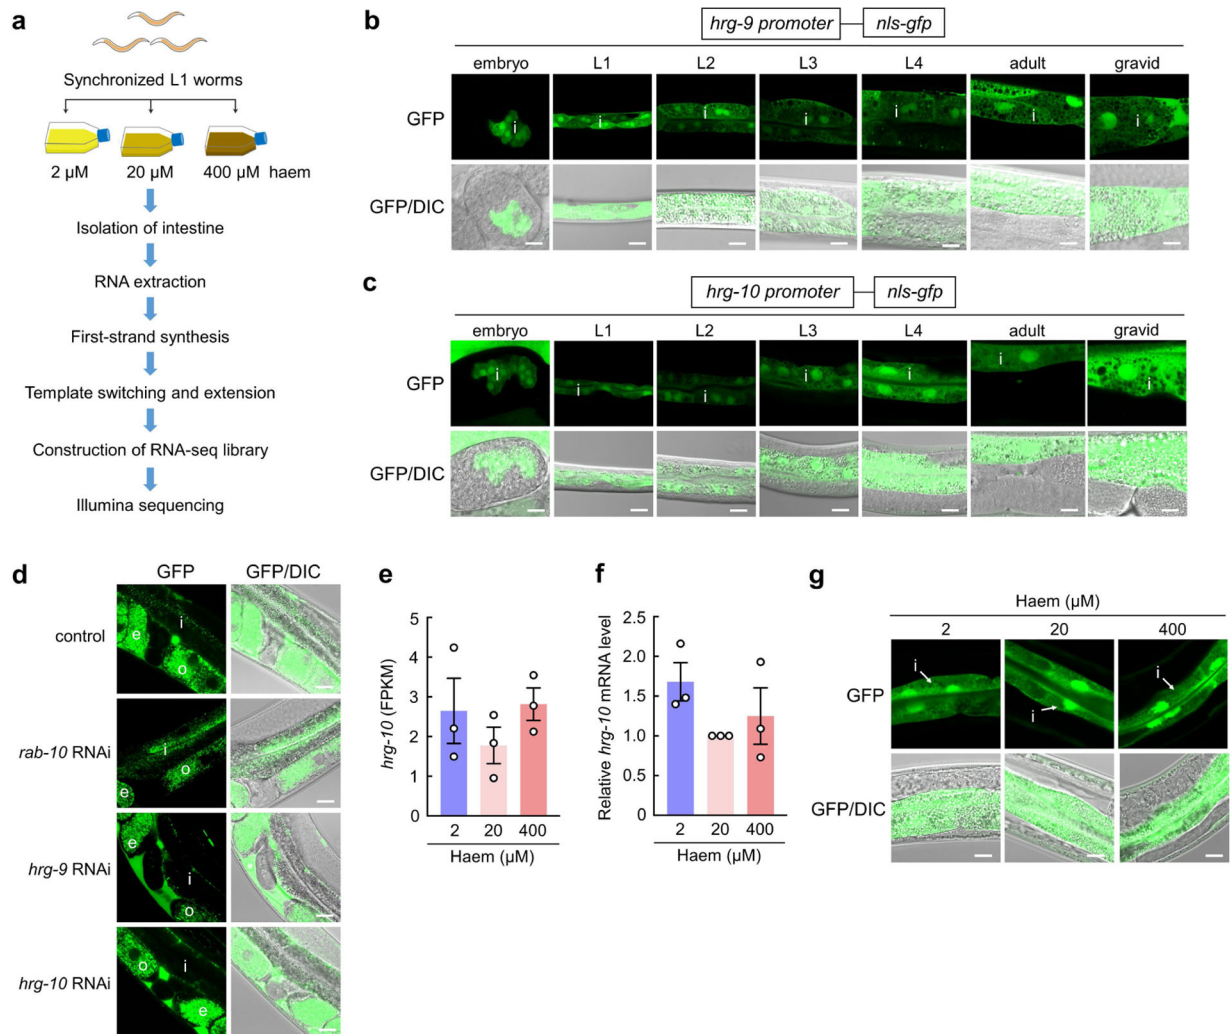 a
Synchronized L1 worms
2 µM 20 µM 400 µM haem
Isolation of intestine
RNA extraction
First-strand synthesis
Template switching and extension
Construction of RNA-seq library
Illumina sequencing
b
hrg-9 promoter nls-gfp
embryo L1 L2 L3 L4 adult gravid
GFP
i i i i i i i
GFP/DIC
c
hrg-10 promoter nls-gfp
embryo L1 L2 L3 L4 adult gravid
GFP
i i i i i i i
GFP/DIC
d
GFP GFP/DIC
control
i
e
o
rab-10 RNAi
i
o
e
hrg-9 RNAi
e
i
o
hrg-10 RNAi
o
i
e
e
hrg-10 (FPKM)
5
4
3
2
1
0
2 20 400
Haem (µM)
f
Relative hrg-10 mRNA level
2.5
2.0
1.5
1.0
0.5
0
2 20 400
Haem (µM)
g
Haem (µM)
2 20 400
GFP
i i i
GFP/DIC